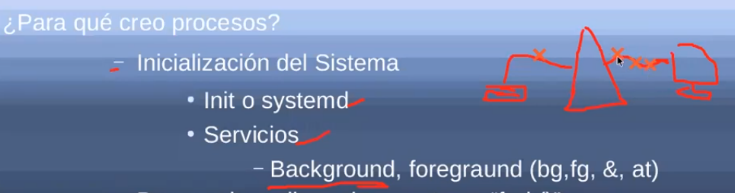 ¿Para qué creo procesos?
– Inicialización del Sistema
• Init o systemd
• Servicios
– Background, foregraund (bg,fg, &, at)